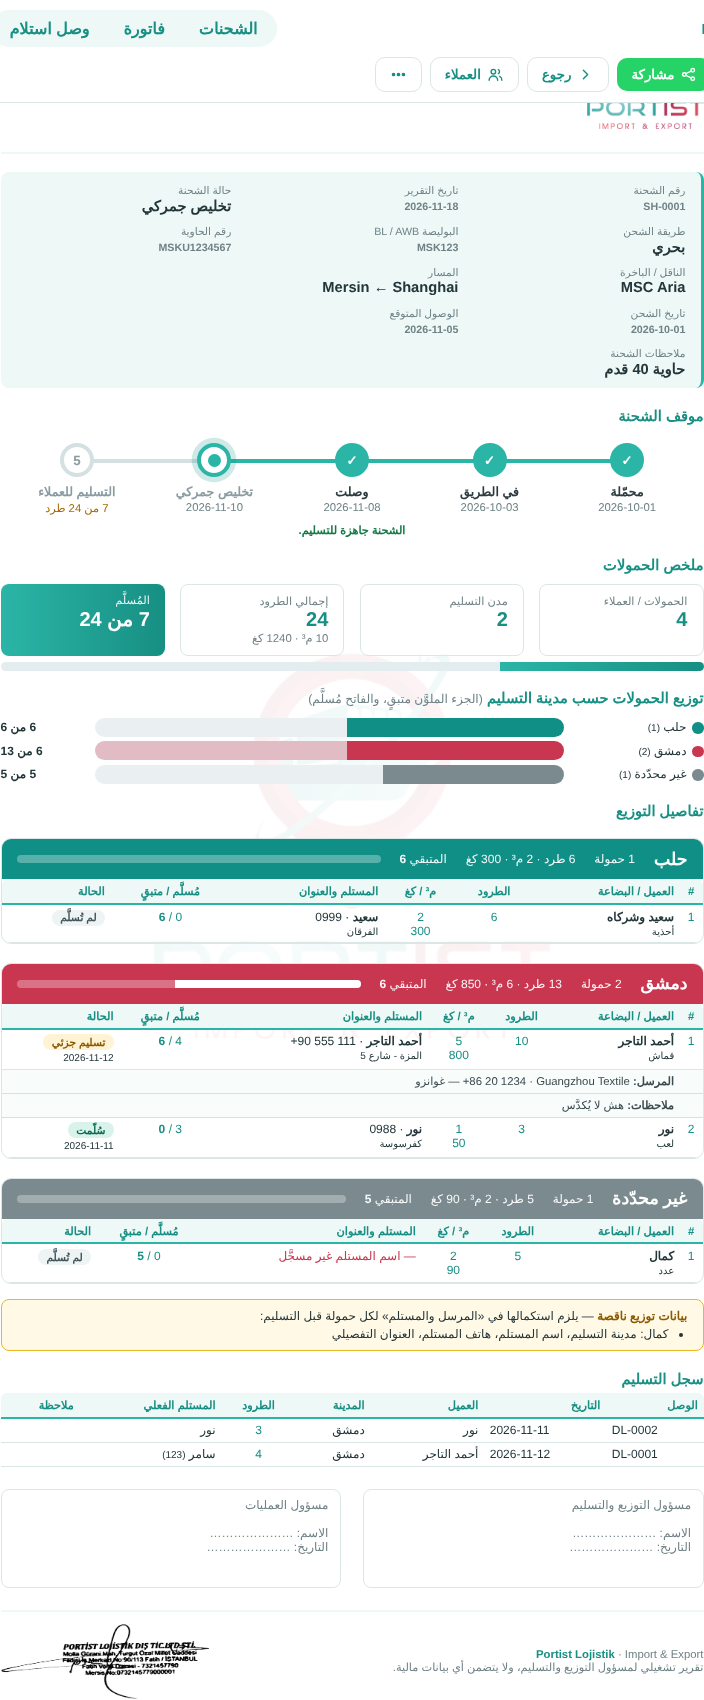 الشحنات فاتورة وصل استلام
مشاركة رجوع العملاء •••
PORTIST
IMPORT & EXPORT
رقم الشحنة تاريخ التقرير حالة الشحنة
SH-0001 2026-11-18 تخليص جمركي
طريقة الشحن البوليصة BL / AWB رقم الحاوية
بحري MSK123 MSKU1234567
الناقل / الباخرة المسار
MSC Aria Mersin ← Shanghai
تاريخ الشحن الوصول المتوقع
2026-10-01 2026-11-05
ملاحظات الشحنة
حاوية 40 قدم
موقف الشحنة
✓ ✓ ✓ 5
محمّلة في الطريق وصلت تخليص جمركي التسليم للعملاء
2026-10-01 2026-10-03 2026-11-08 2026-11-10 7 من 24 طرد
الشحنة جاهزة للتسليم.
ملخص الحمولات
الحمولات / العملاء مدن التسليم إجمالي الطرود المُسلَّم
4 2 24 7 من 24
10 م³ · 1240 كغ
توزيع الحمولات حسب مدينة التسليم (الجزء الملوَّن متبقٍ، والفاتح مُسلَّم)
حلب (1) 6 من 6
دمشق (2) 6 من 13
غير محدّدة (1) 5 من 5
تفاصيل التوزيع
حلب 1 حمولة 6 طرد · 2 م³ · 300 كغ المتبقي 6
# العميل / البضاعة الطرود م³ / كغ المستلم والعنوان مُسلَّم / متبقٍ الحالة
1 سعيد وشركاه 6 2 سعيد · 0999 0 / 6 لم تُسلَّم
أحذية 300 الفرقان
دمشق 2 حمولة 13 طرد · 6 م³ · 850 كغ المتبقي 6
# العميل / البضاعة الطرود م³ / كغ المستلم والعنوان مُسلَّم / متبقٍ الحالة
1 أحمد التاجر 10 5 أحمد التاجر · 111 555 90+ 4 / 6 تسليم جزئي
قماش 800 المزة - شارع 5 2026-11-12
المرسل: Guangzhou Textile · 1234 20 86+ — غوانزو
ملاحظات: هش لا يُكدَّس
2 نور 3 1 نور · 0988 3 / 0 سُلّمت
لعب 50 كفرسوسة 2026-11-11
غير محدّدة 1 حمولة 5 طرد · 2 م³ · 90 كغ المتبقي 5
# العميل / البضاعة الطرود م³ / كغ المستلم والعنوان مُسلَّم / متبقٍ الحالة
1 كمال 5 2 — اسم المستلم غير مسجَّل 0 / 5 لم تُسلَّم
عدد 90
بيانات توزيع ناقصة — يلزم استكمالها في «المرسل والمستلم» لكل حمولة قبل التسليم:
• كمال: مدينة التسليم، اسم المستلم، هاتف المستلم، العنوان التفصيلي
سجل التسليم
الوصل التاريخ العميل المدينة الطرود المستلم الفعلي ملاحظة
DL-0002 2026-11-11 نور دمشق 3 نور
DL-0001 2026-11-12 أحمد التاجر دمشق 4 سامر (123)
مسؤول التوزيع والتسليم مسؤول العمليات
الاسم: ………………… الاسم: …………………
التاريخ: ………………… التاريخ: …………………
Portist Lojistik · Import & Export
تقرير تشغيلي لمسؤول التوزيع والتسليم، ولا يتضمن أي بيانات مالية.
PORTİST LOJİSTİK DIŞ TİC.LTD.ŞTİ.